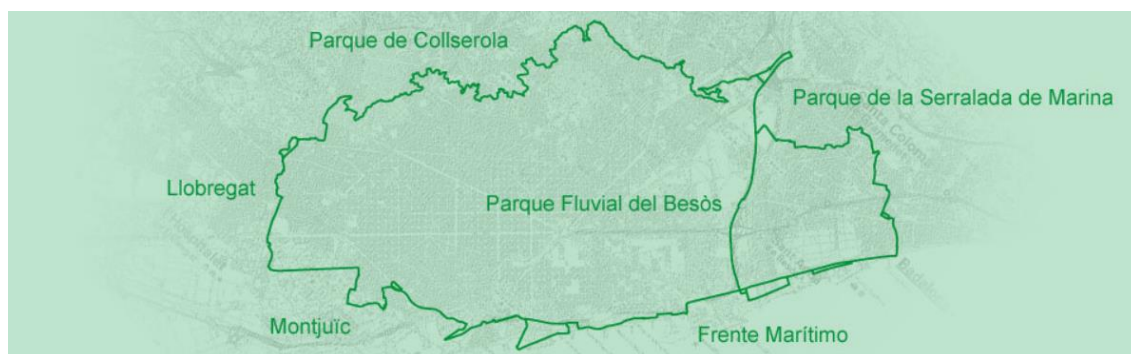 Parque de Collserola
Parque de la Serralada de Marina
Llobregat
Parque Fluvial del Besòs
Montjuïc
Frente Marítimo